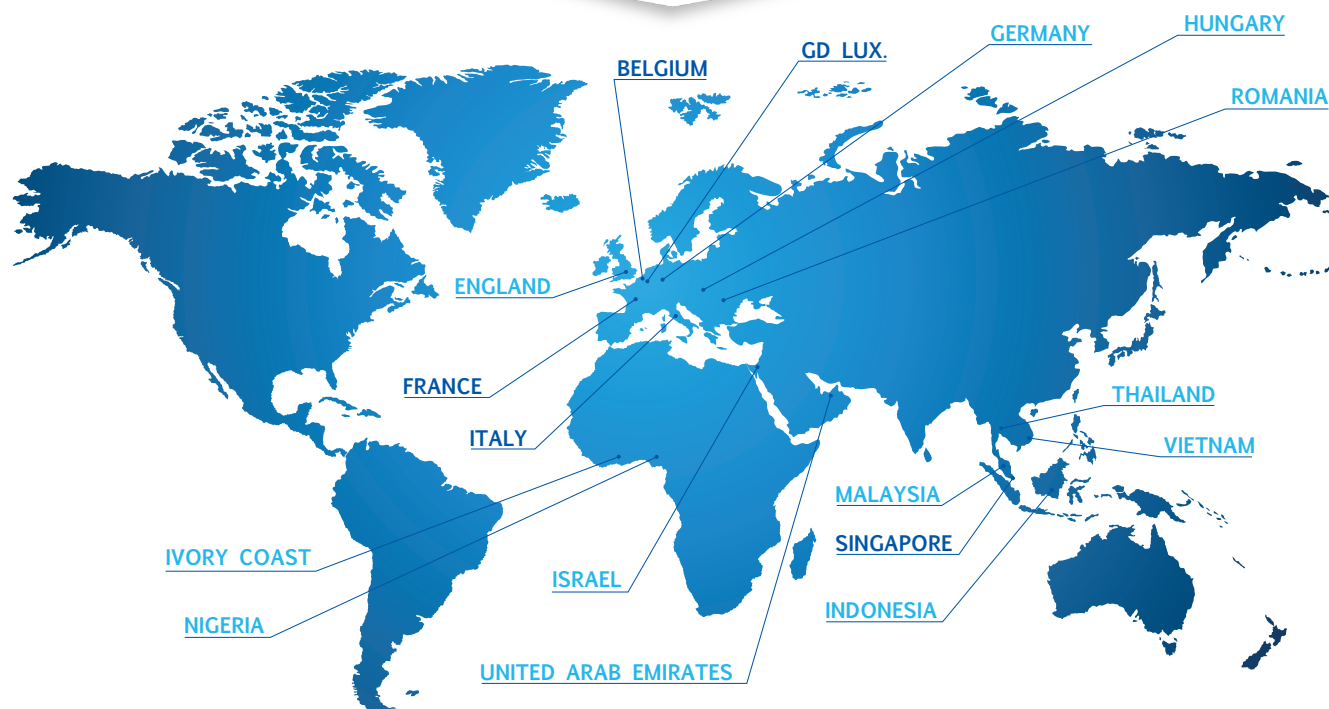 HUNGARY
GERMANY
GD LUX.
BELGIUM
ROMANIA
ENGLAND
FRANCE
THAILAND
ITALY
VIETNAM
MALAYSIA
SINGAPORE
IVORY COAST
ISRAEL
INDONESIA
NIGERIA
UNITED ARAB EMIRATES